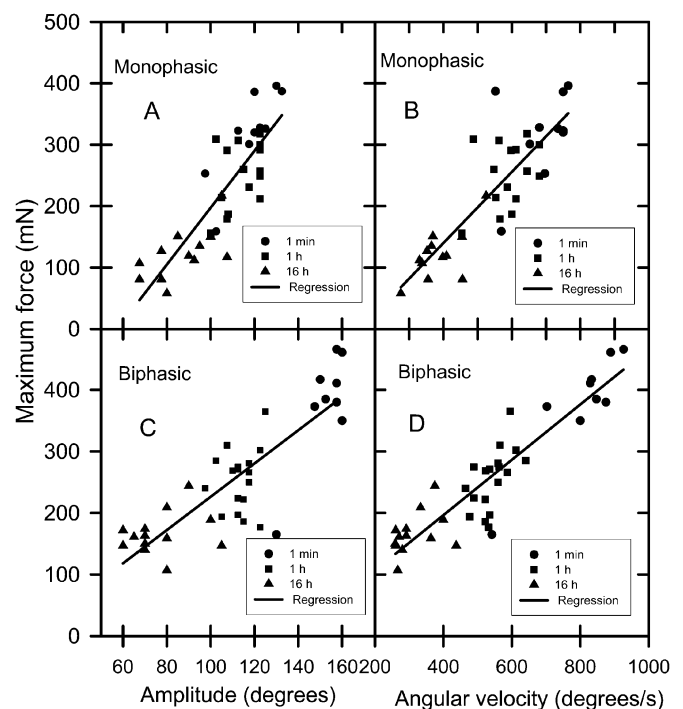 500
Monophasic
Monophasic
400
A
B
300
200
1 min
1 h
16 h
Regression
1 min
1 h
16 h
Regression
100
0
Maximum force (mN)
Biphasic
Biphasic
400
C
D
300
200
1 min
1 h
16 h
Regression
1 min
1 h
16 h
Regression
100
0
60 80 100 120 140 160 200 400 600 800 1000
Amplitude (degrees) Angular velocity (degrees/s)